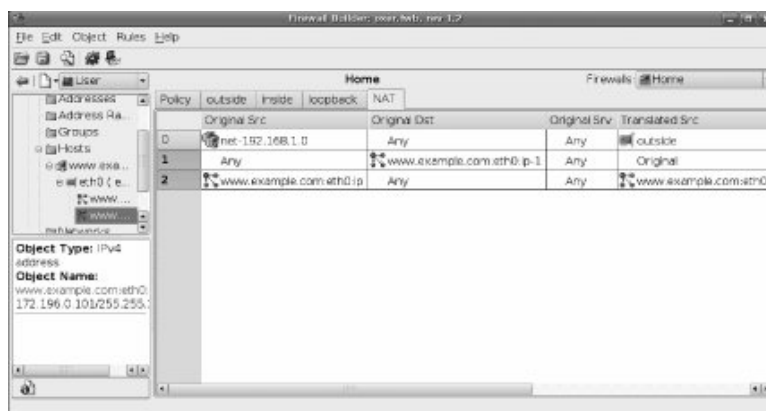 Firewall Builder: exer.fwb, rev 1.2
File Edit Object Rules Help
User
Home
Firewalls: Home
Addresses
Address Ra...
Groups
Hosts
www.exa...
eth0 ( e...
www....
www....
Networks
Policy outside inside loopback NAT
Original Src Original Dst Original Srv Translated Src
0 net-192.168.1.0 Any Any outside
1 Any www.example.com:eth0:ip-1 Any Original
2 www.example.com:eth0:ip Any Any www.example.com:eth0
Object Type: IPv4
address
Object Name:
www.example.com:eth0:
172.196.0.101/255.255.